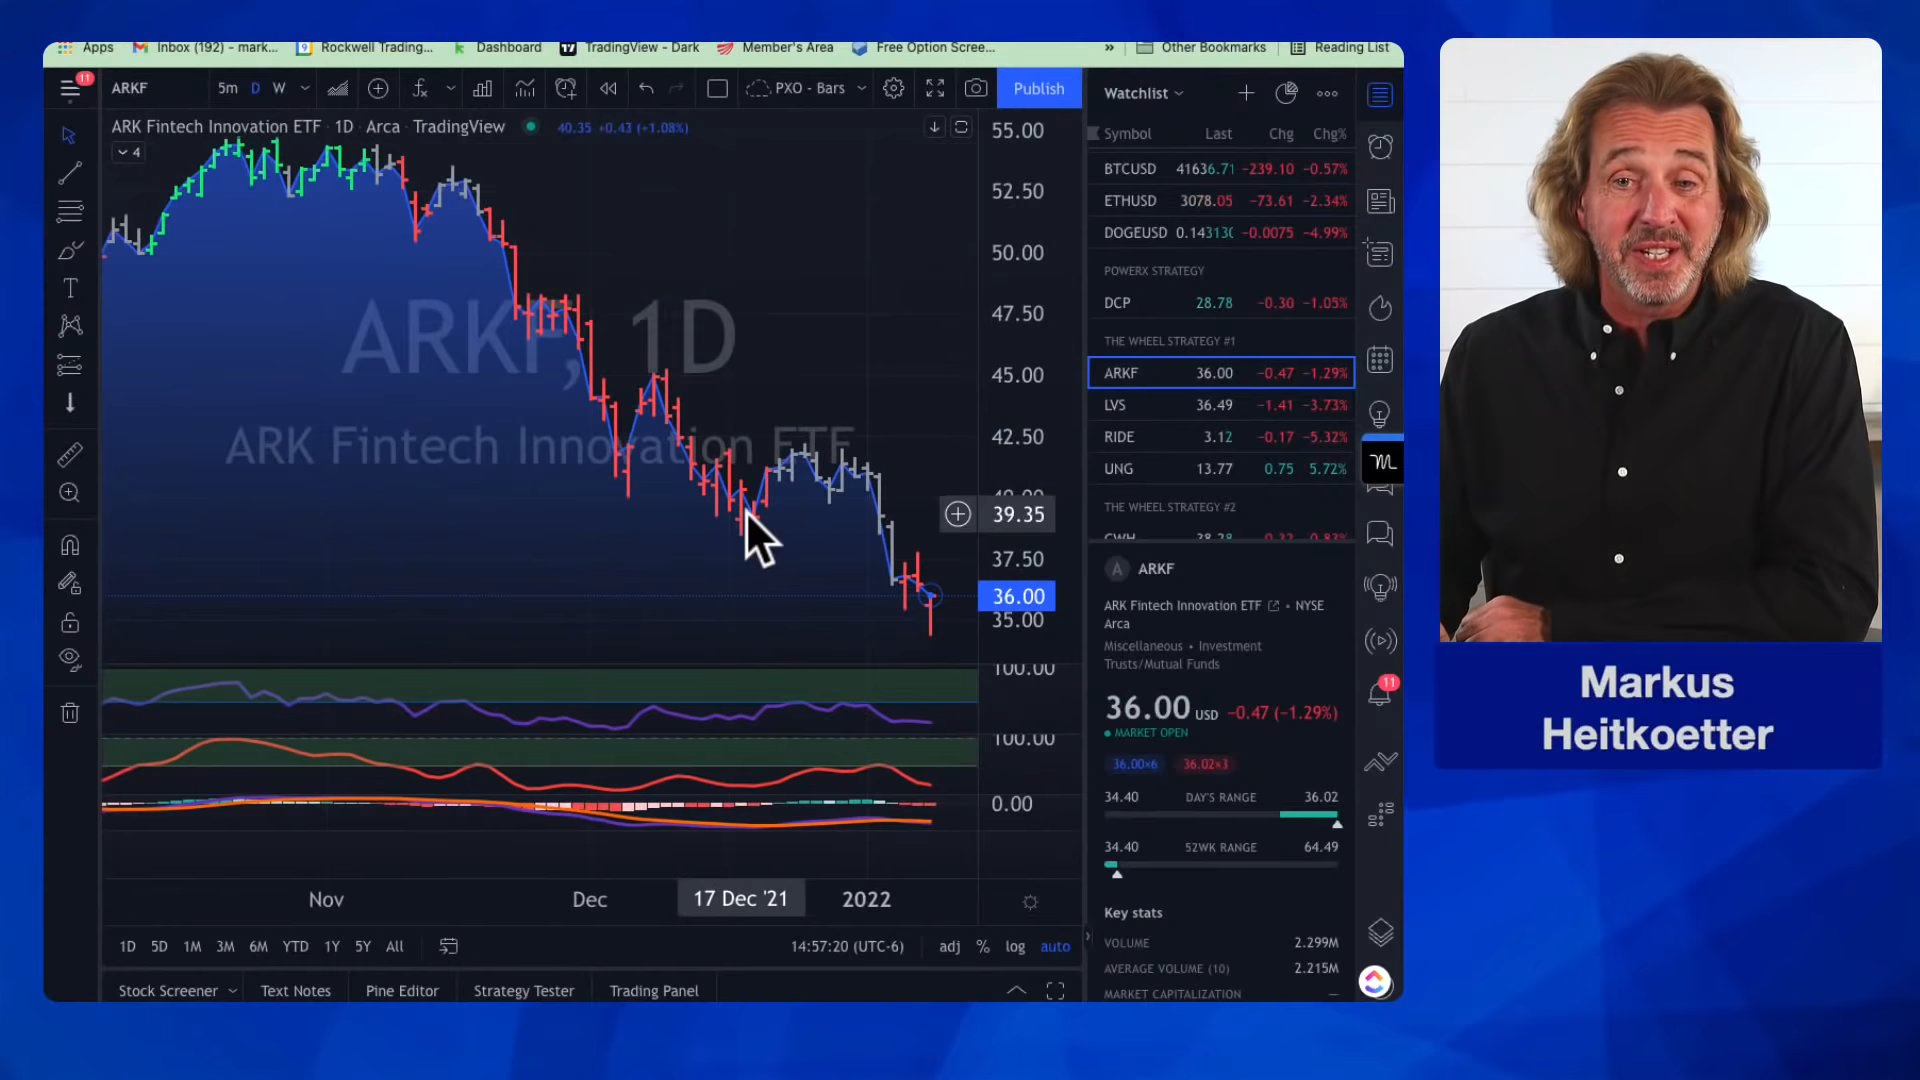 Apps Inbox (192) - mark... Rockwell Trading... Dashboard TradingView - Dark Member's Area Free Option Scree... » Other Bookmarks Reading List
11 ARKF 5m D W PXO - Bars Publish
ARK Fintech Innovation ETF · 1D · Arca · TradingView 40.35 +0.43 (+1.08%)
4
ARKF, 1D
ARK Fintech Innovation ETF
55.00
52.50
50.00
47.50
45.00
42.50
39.35
37.50
36.00
35.00
100.00
100.00
0.00
Nov Dec 17 Dec '21 2022
1D 5D 1M 3M 6M YTD 1Y 5Y All 14:57:20 (UTC-6) adj % log auto
Stock Screener Text Notes Pine Editor Strategy Tester Trading Panel
Watchlist
Symbol Last Chg Chg%
BTCUSD 41636.71 −239.10 −0.57%
ETHUSD 3078.05 −73.61 −2.34%
DOGEUSD 0.14313 −0.0075 −4.99%
POWERX STRATEGY
DCP 28.78 −0.30 −1.05%
THE WHEEL STRATEGY #1
ARKF 36.00 −0.47 −1.29%
LVS 36.49 −1.41 −3.73%
RIDE 3.12 −0.17 −5.32%
UNG 13.77 0.75 5.72%
THE WHEEL STRATEGY #2
A ARKF
ARK Fintech Innovation ETF • NYSE
Arca
Miscellaneous • Investment
Trusts/Mutual Funds
36.00 USD −0.47 (−1.29%)
MARKET OPEN
36.00×6 36.02×3
34.40 DAY'S RANGE 36.02
34.40 52WK RANGE 64.49
Key stats
VOLUME 2.299M
AVERAGE VOLUME (10) 2.215M
MARKET CAPITALIZATION —
11
Markus
Heitkoetter